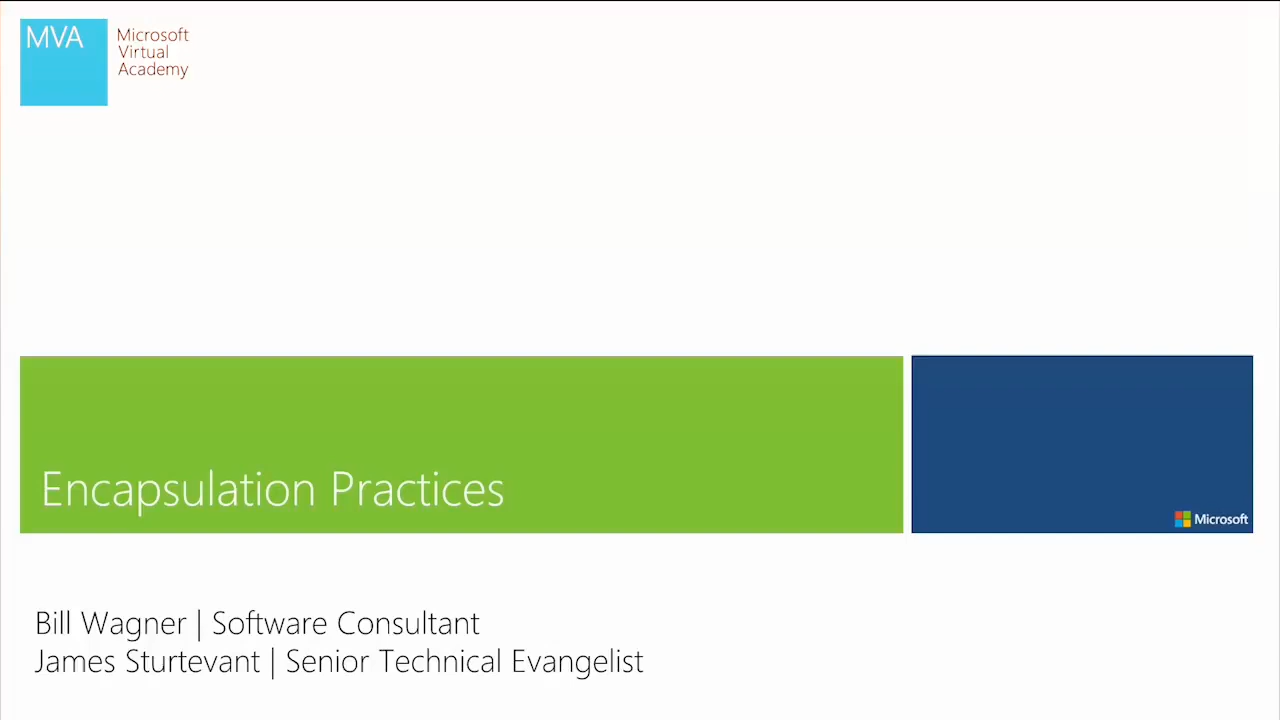 MVA
Microsoft
Virtual
Academy
Encapsulation Practices
Microsoft
Bill Wagner | Software Consultant
James Sturtevant | Senior Technical Evangelist